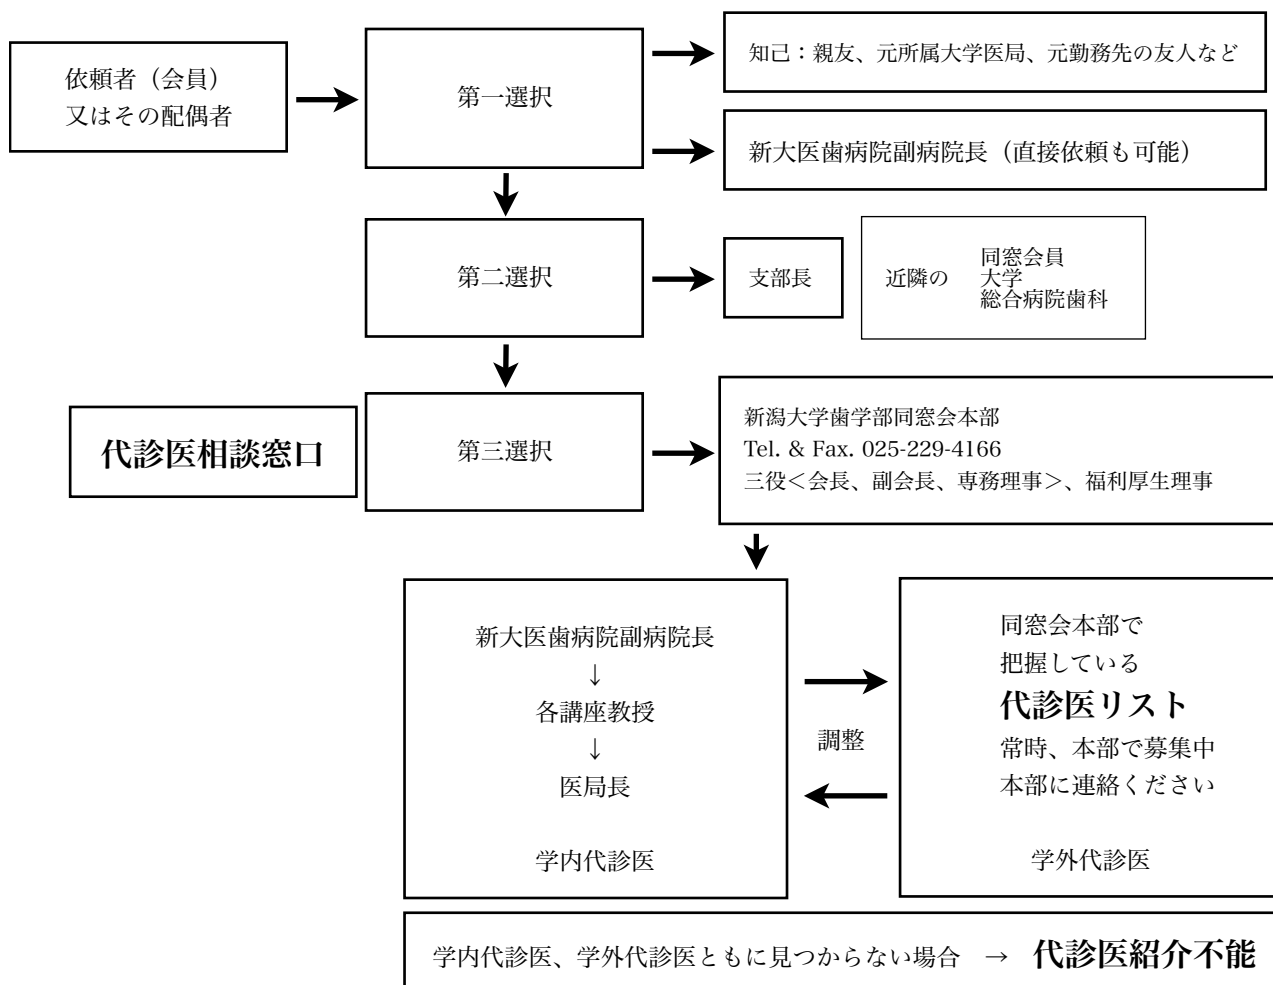 依頼者（会員）
又はその配偶者
第一選択
知己：親友、元所属大学医局、元勤務先の友人など
新大医歯病院副病院長（直接依頼も可能）
第二選択
支部長
近隣の
同窓会員
大学
総合病院歯科
代診医相談窓口
第三選択
新潟大学歯学部同窓会本部
Tel. & Fax. 025-229-4166
三役＜会長、副会長、専務理事＞、福利厚生理事
新大医歯病院副病院長
↓
各講座教授
↓
医局長
学内代診医
調整
同窓会本部で
把握している
代診医リスト
常時、本部で募集中
本部に連絡ください
学外代診医
学内代診医、学外代診医ともに見つからない場合　→　代診医紹介不能